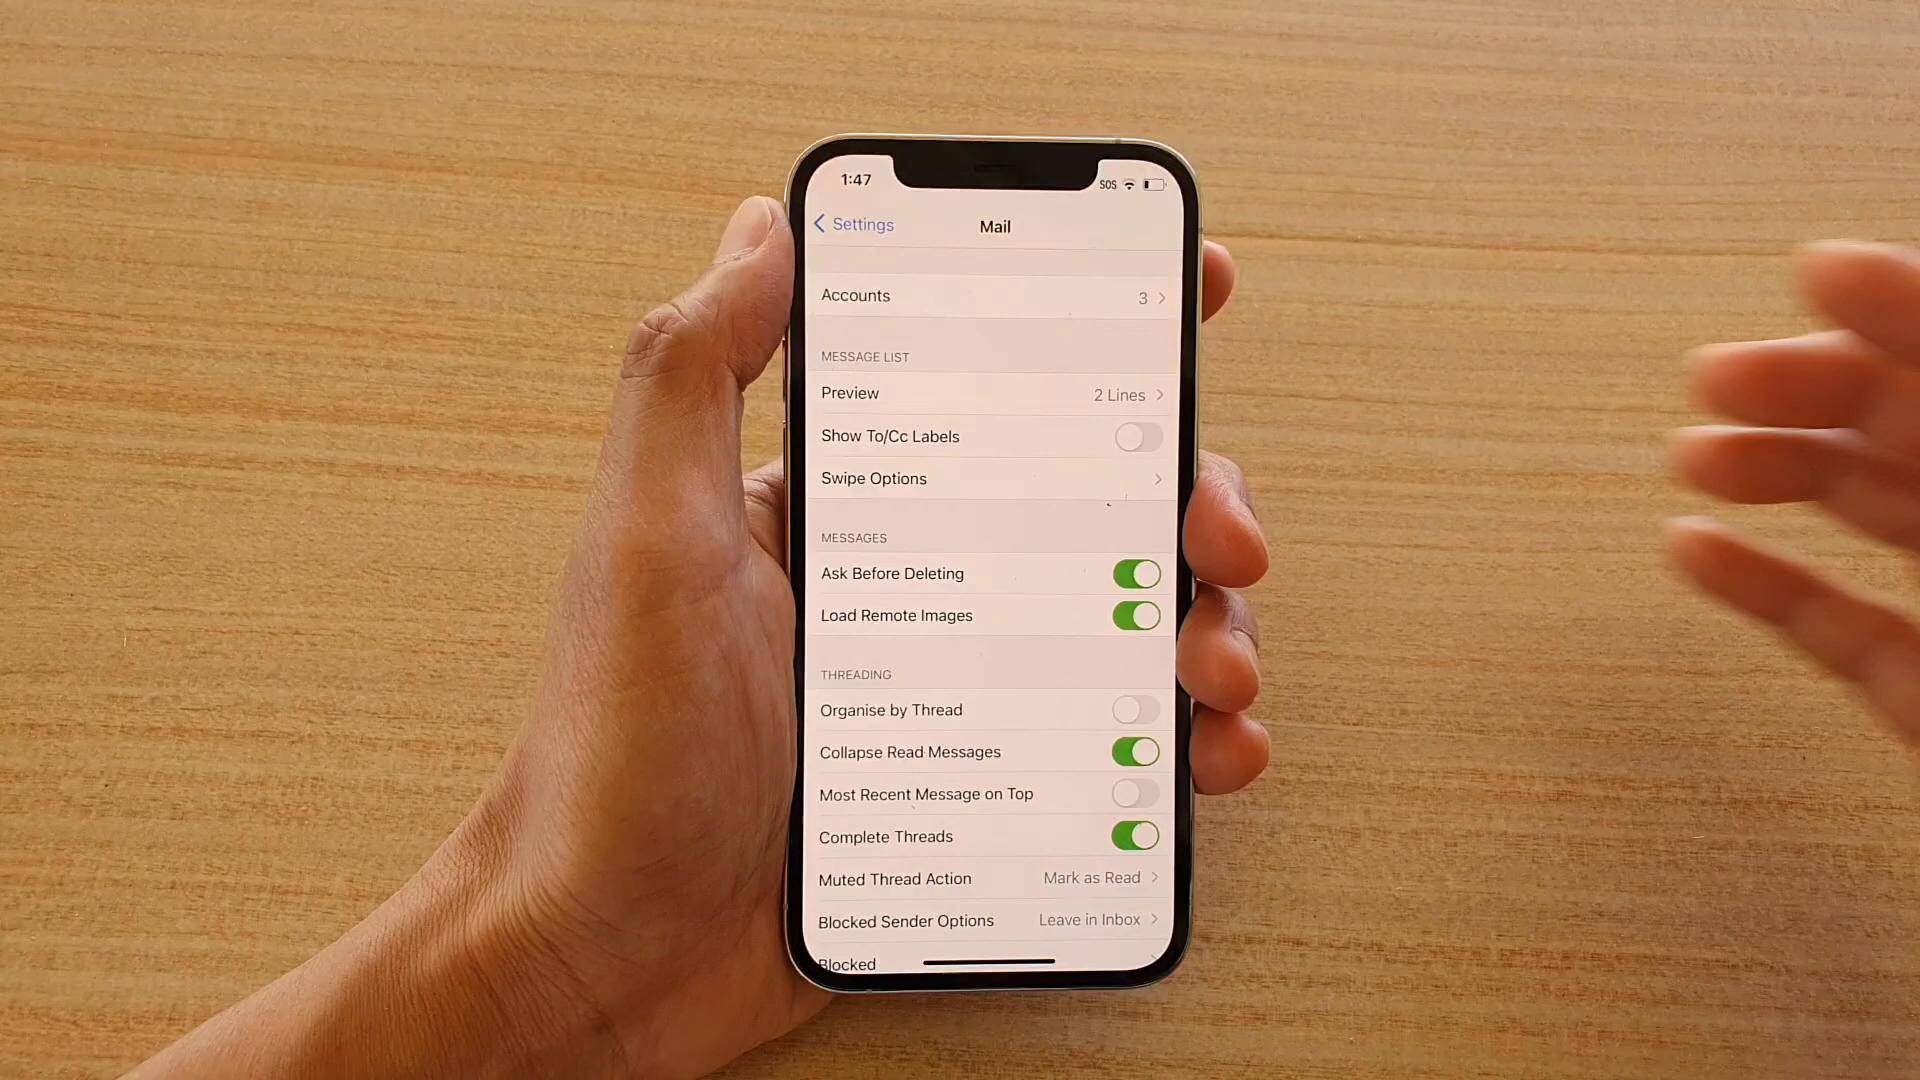 1:47
SOS
Settings
Mail
Accounts 3
MESSAGE LIST
Preview 2 Lines
Show To/Cc Labels
Swipe Options
MESSAGES
Ask Before Deleting
Load Remote Images
THREADING
Organise by Thread
Collapse Read Messages
Most Recent Message on Top
Complete Threads
Muted Thread Action Mark as Read
Blocked Sender Options Leave in Inbox
Blocked